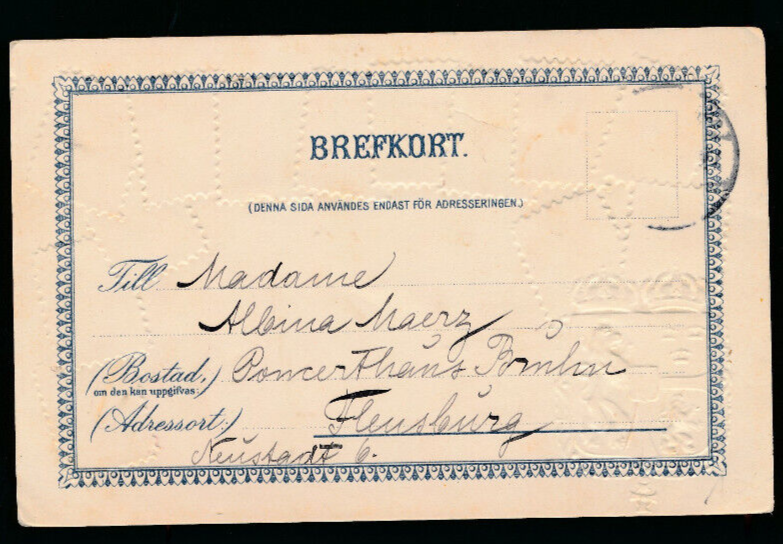 BREFKORT.
(DENNA SIDA ANVÄNDES ENDAST FÖR ADRESSERINGEN.)
Till Madame
Albina Maerz
(Bostad,) Concerthaus Brühn
om den kan uppgifvas:
(Adressort:) Flensburg
Neustadt 6.